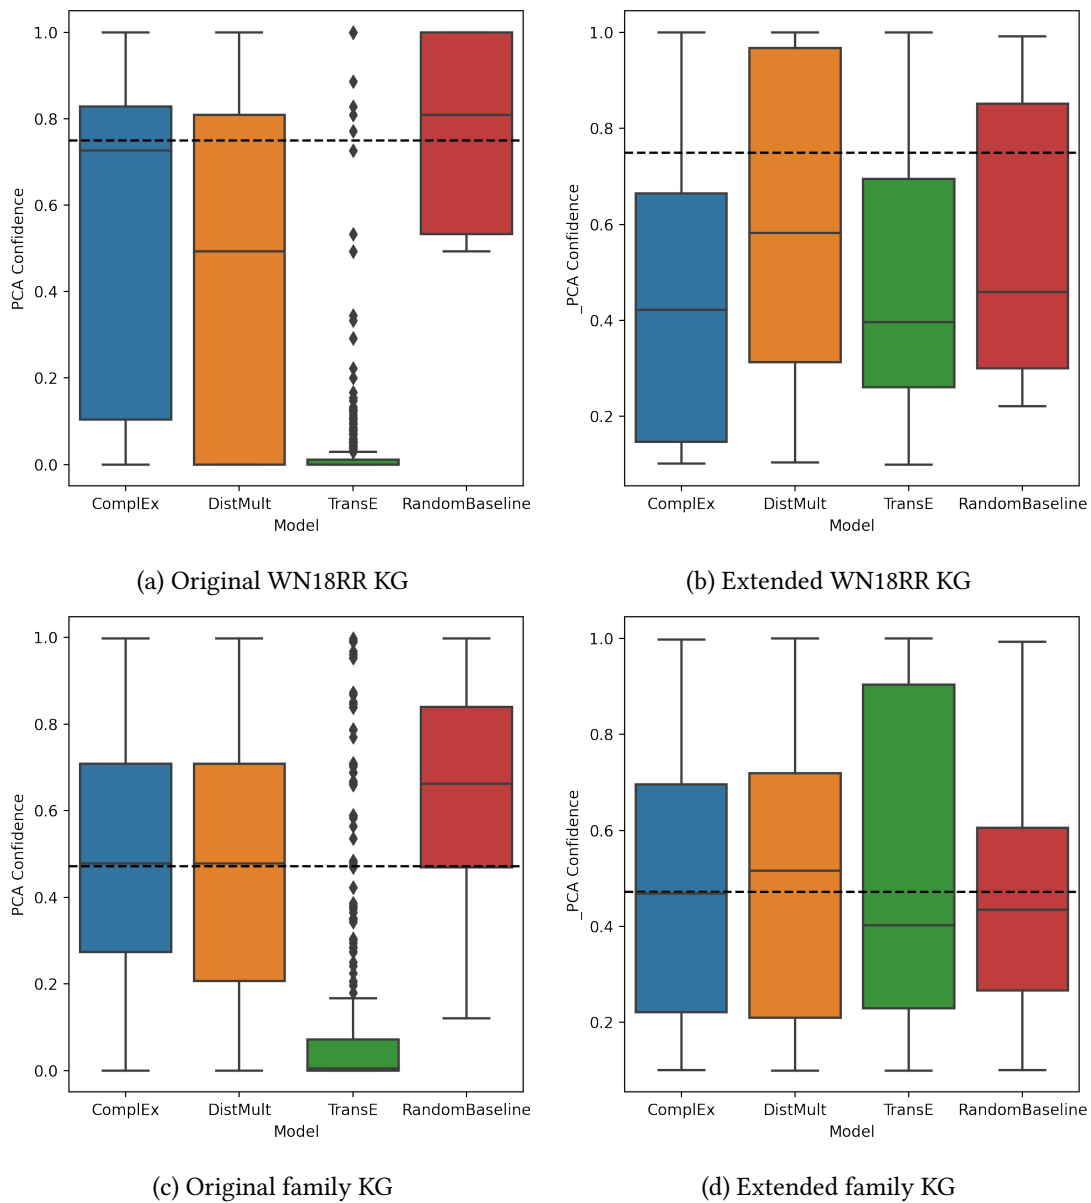 1.0
0.8
0.6
0.4
0.2
0.0
PCA Confidence
ComplEx DistMult TransE RandomBaseline
Model
(a) Original WN18RR KG
1.0
0.8
0.6
0.4
0.2
_PCA Confidence
ComplEx DistMult TransE RandomBaseline
Model
(b) Extended WN18RR KG
1.0
0.8
0.6
0.4
0.2
0.0
PCA Confidence
ComplEx DistMult TransE RandomBaseline
Model
(c) Original family KG
1.0
0.8
0.6
0.4
0.2
_PCA Confidence
ComplEx DistMult TransE RandomBaseline
Model
(d) Extended family KG